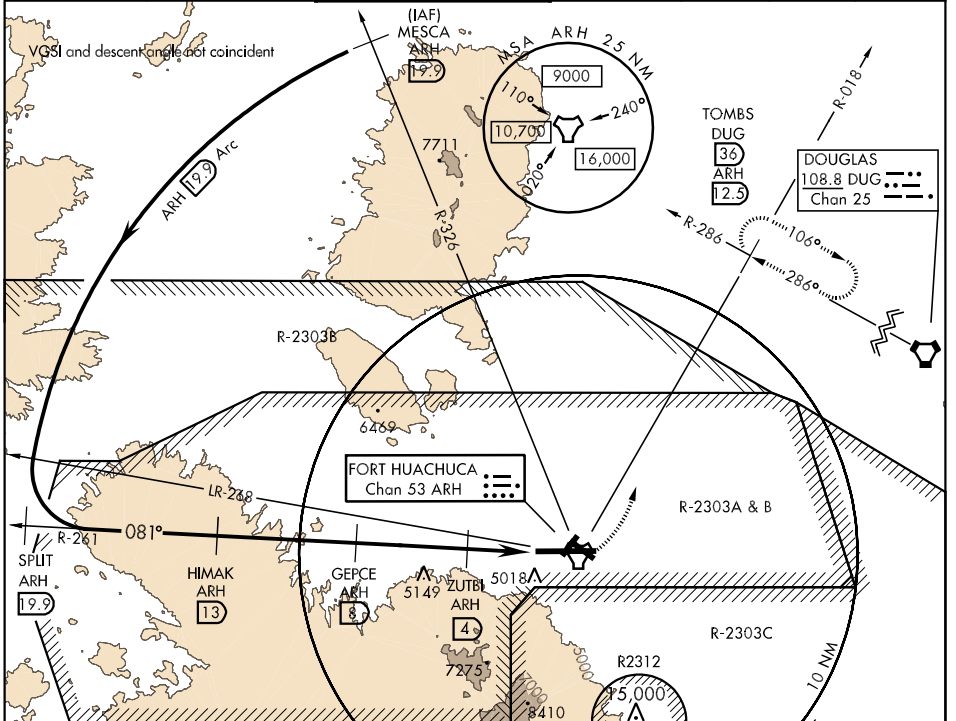 (IAF)
MESCA
ARH
19.9
VGSI and descent angle not coincident
MSA ARH 25 NM
9000
110°
240°
10,700
16,000
020°
7711
R-018
TOMBS
DUG
36
ARH
12.5
DOUGLAS
108.8 DUG
Chan 25
ARH 19.9 Arc
R-326
R-286
106°
286°
R-2303B
6469
FORT HUACHUCA
Chan 53 ARH
LR-268
R-2303A & B
R-261
081°
SPLIT
ARH
19.9
HIMAK
ARH
13
GEPCE
ARH
8
5149
ZUTBI
ARH
4
5018
R-2303C
7275
R2312
15,000
5000
7000
8410
10 NM